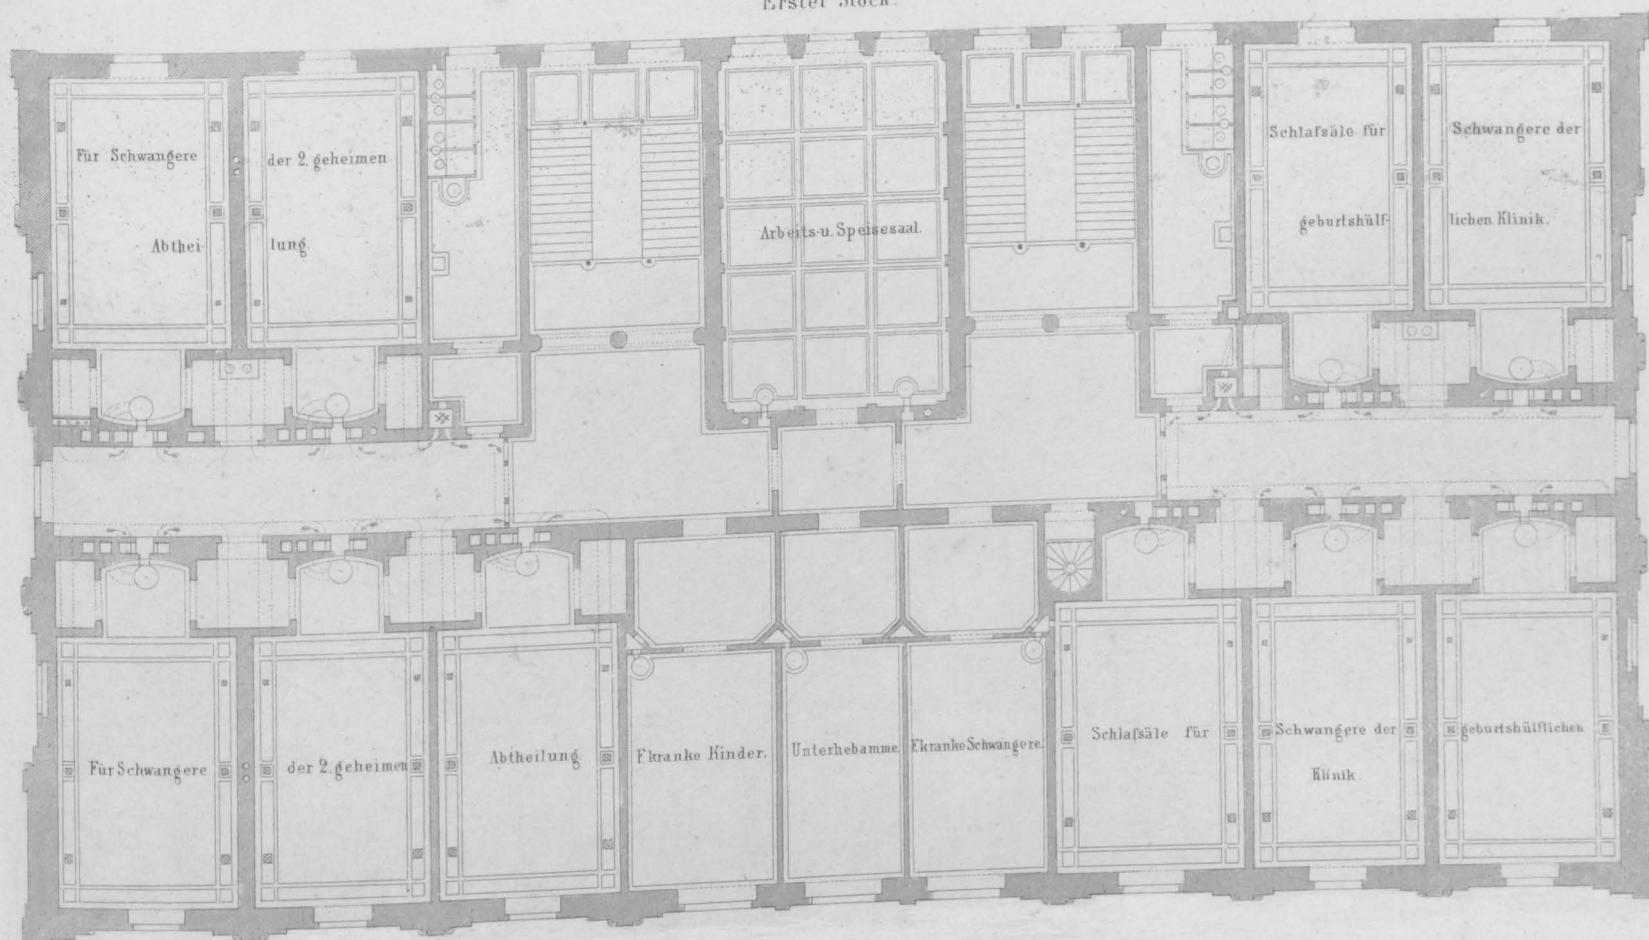 Erster Stock.
Für Schwangere
der 2. geheimen
Abthei-
lung.
Arbeits- u. Speisesaal.
Schlafsäle für
Schwangere der
geburtshülf-
lichen Klinik.
Für Schwangere
der 2. geheimen
Abtheilung.
F. kranke Kinder.
Unterhebamme.
F. kranke Schwangere.
Schlafsäle für
Schwangere der
geburtshülflichen
Klinik.